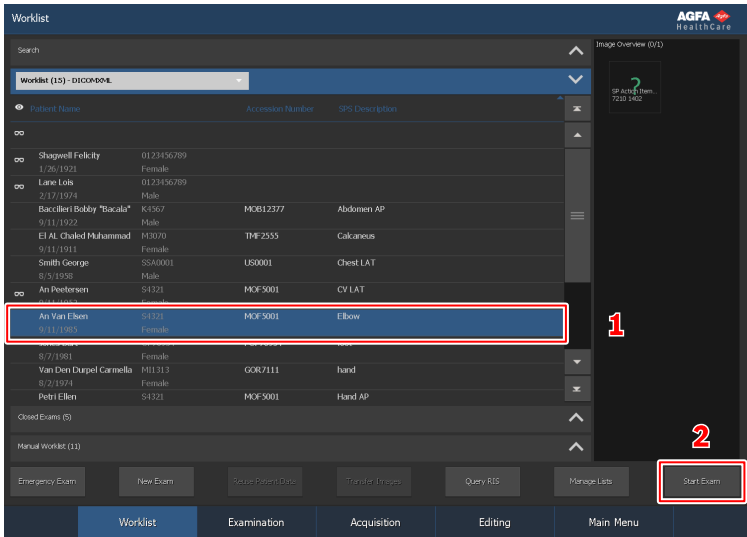 Worklist
AGFA
HealthCare
Search
Image Overview (0/1)
Worklist (15) - DICOMXML
?
SP Action Item...
7210 1402
Patient Name Accession Number SPS Description
Shagwell Felicity 0123456789
1/26/1921 Female
Lane Lois 0123456789
2/17/1974 Male
Baccilieri Bobby "Bacala" K4567 MOB12377 Abdomen AP
9/11/1922 Male
El AL Chaled Muhammad M3070 TMF2555 Calcaneus
9/11/1911 Female
Smith George SSA0001 US0001 Chest LAT
8/5/1958 Male
An Peetersen S4321 MOF5001 CV LAT
An Van Elsen S4321 MOF5001 Elbow
9/11/1985 Female
1
8/7/1981 Female
Van Den Durpel Carmella MI1313 GOR7111 hand
8/2/1974 Female
Petri Ellen S4321 MOF5001 Hand AP
Closed Exams (5)
Manual Worklist (11)
2
Emergency Exam New Exam Reuse Patient Data Transfer Images Query RIS Manage Lists Start Exam
Worklist Examination Acquisition Editing Main Menu